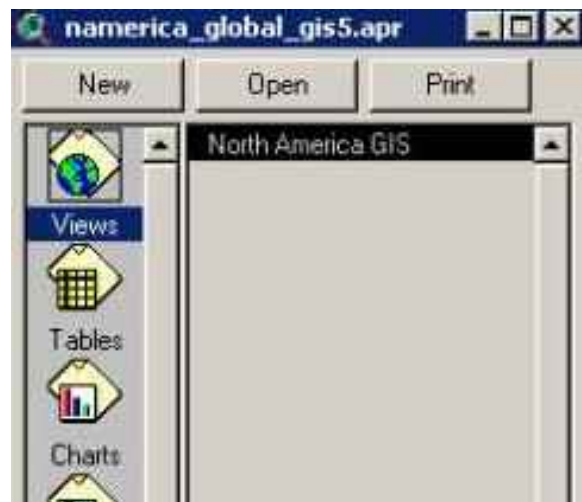 namerica_global_gis5.apr
New Open Print
North America GIS
Views
Tables
Charts